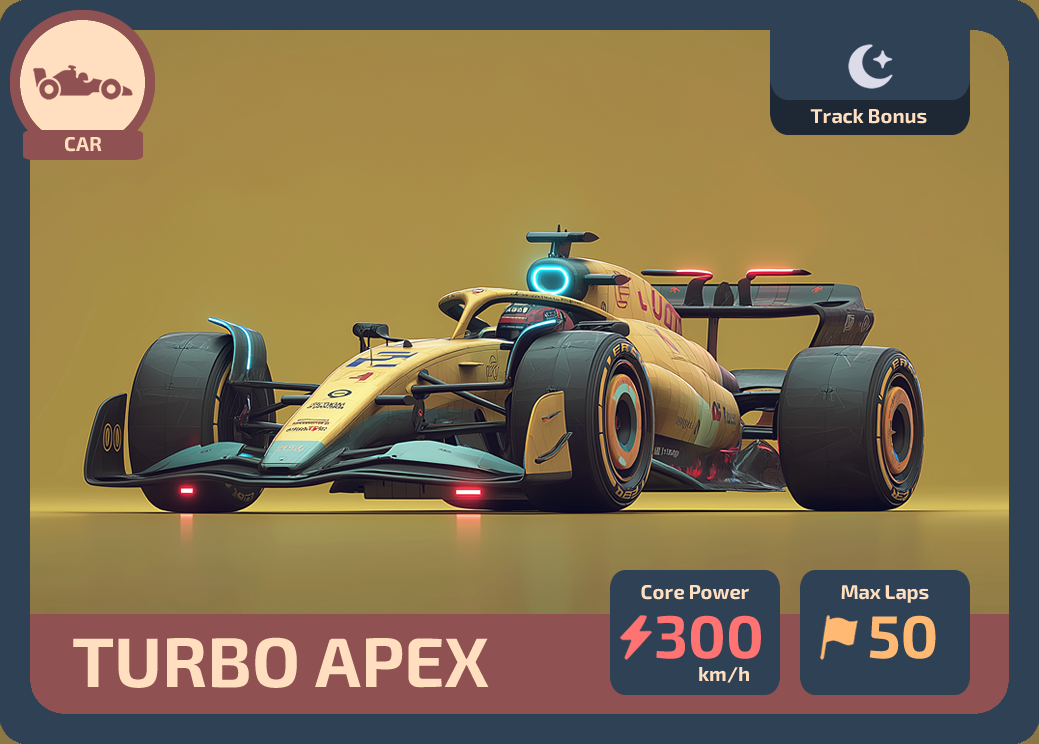 CAR
Track Bonus
TURBO APEX
Core Power
300
km/h
Max Laps
50